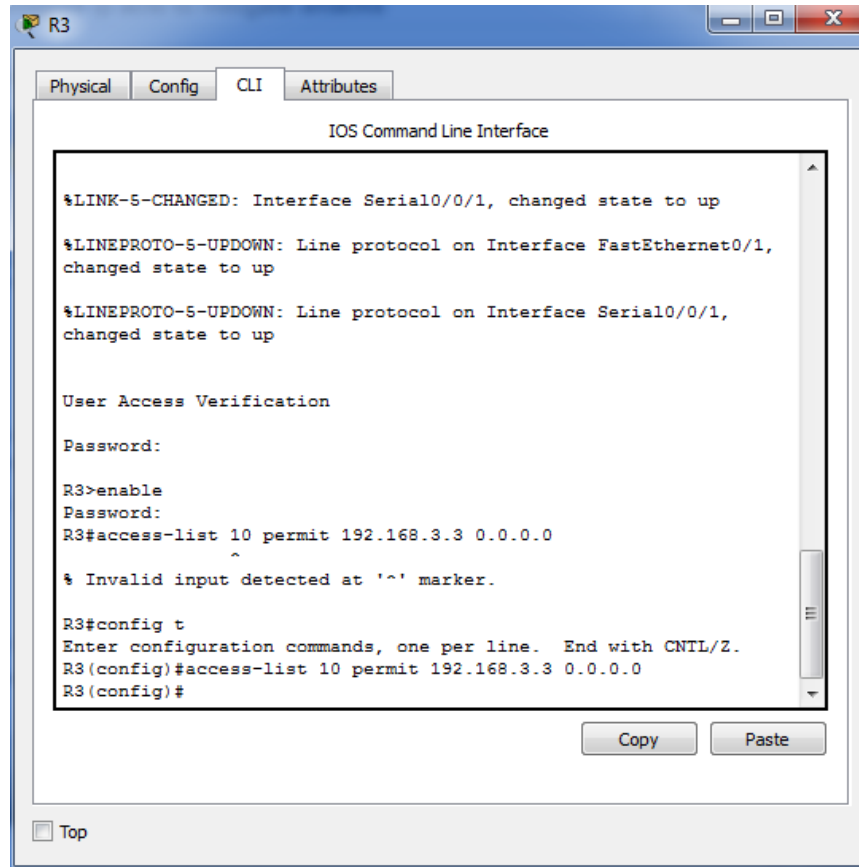 R3
Physical
Config
CLI
Attributes
IOS Command Line Interface
%LINK-5-CHANGED: Interface Serial0/0/1, changed state to up
%LINEPROTO-5-UPDOWN: Line protocol on Interface FastEthernet0/1,
changed state to up
%LINEPROTO-5-UPDOWN: Line protocol on Interface Serial0/0/1,
changed state to up
User Access Verification
Password:
R3>enable
Password:
R3#access-list 10 permit 192.168.3.3 0.0.0.0
^
% Invalid input detected at '^' marker.
R3#config t
Enter configuration commands, one per line.  End with CNTL/Z.
R3(config)#access-list 10 permit 192.168.3.3 0.0.0.0
R3(config)#
Copy
Paste
Top